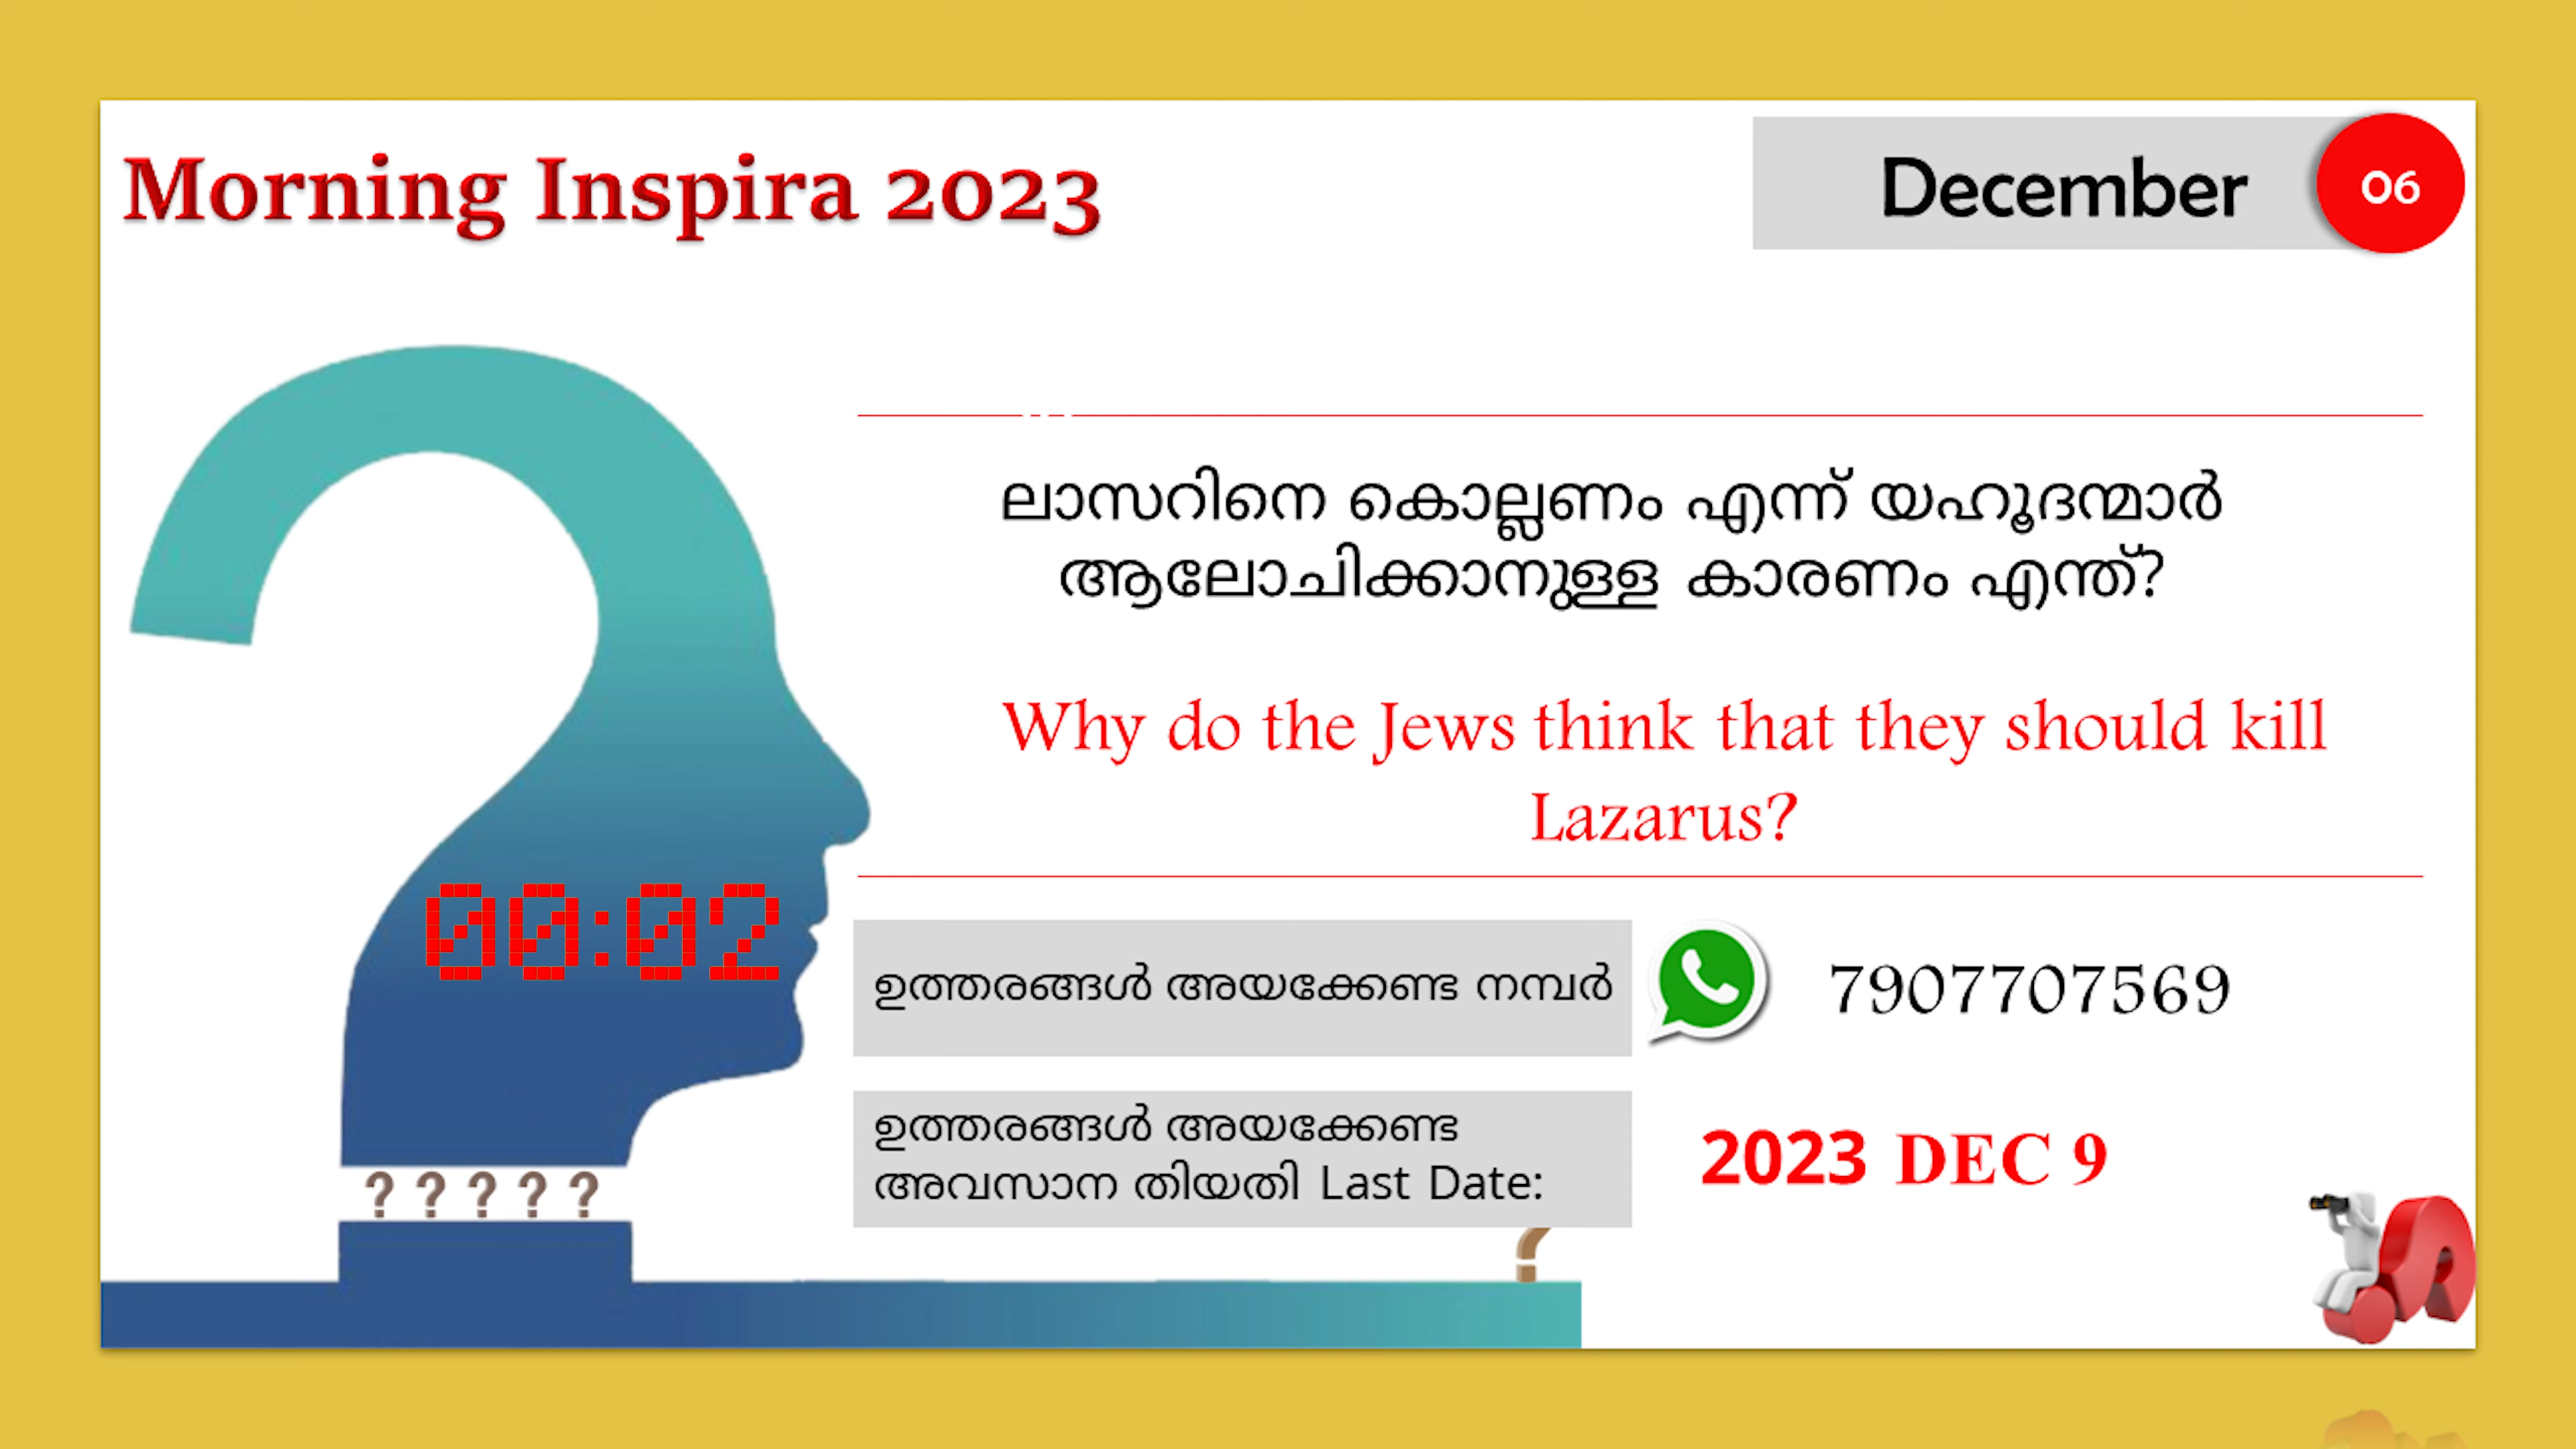 Morning Inspira 2023
December 06
ലാസറിനെ കൊല്ലണം എന്ന് യഹൂദന്മാർ
ആലോചിക്കാനുള്ള കാരണം എന്ത്?
Why do the Jews think that they should kill
Lazarus?
00:02
ഉത്തരങ്ങൾ അയക്കേണ്ട നമ്പർ
7907707569
ഉത്തരങ്ങൾ അയക്കേണ്ട
അവസാന തിയതി Last Date:
2023 DEC 9
? ? ? ? ?
?